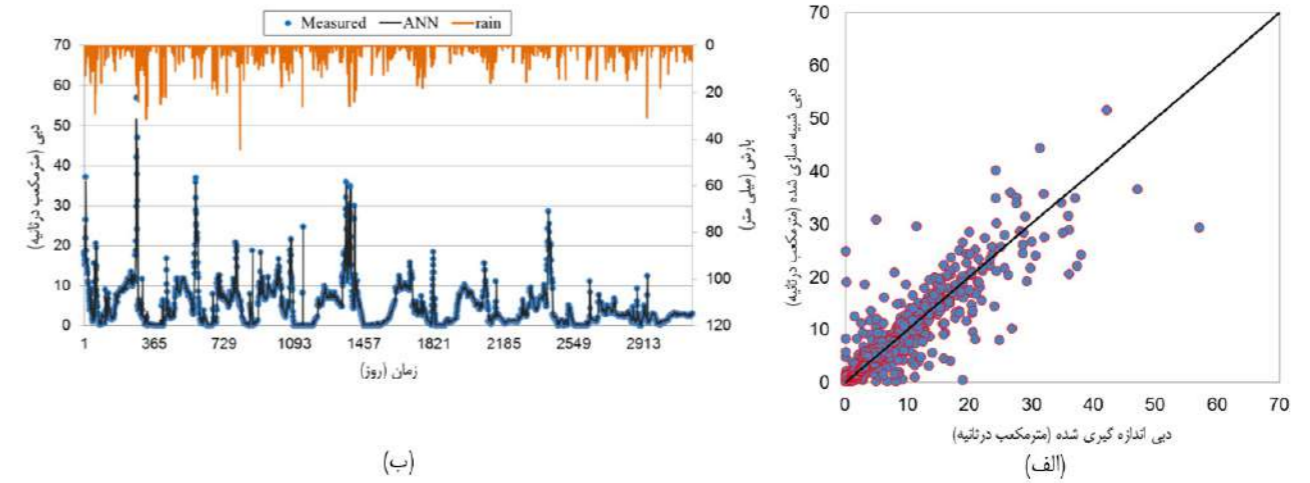 Measured ANN rain
70
60
50
40
30
20
10
0
دبی (مترمکعب درثانیه)
0
20
40
60
80
100
120
بارش (میلی متر)
1 365 729 1093 1457 1821 2185 2549 2913
زمان (روز)
(ب)
70
60
50
40
30
20
10
0
دبی شبیه سازی شده (مترمکعب درثانیه)
0 10 20 30 40 50 60 70
دبی اندازه گیری شده (مترمکعب درثانیه)
(الف)